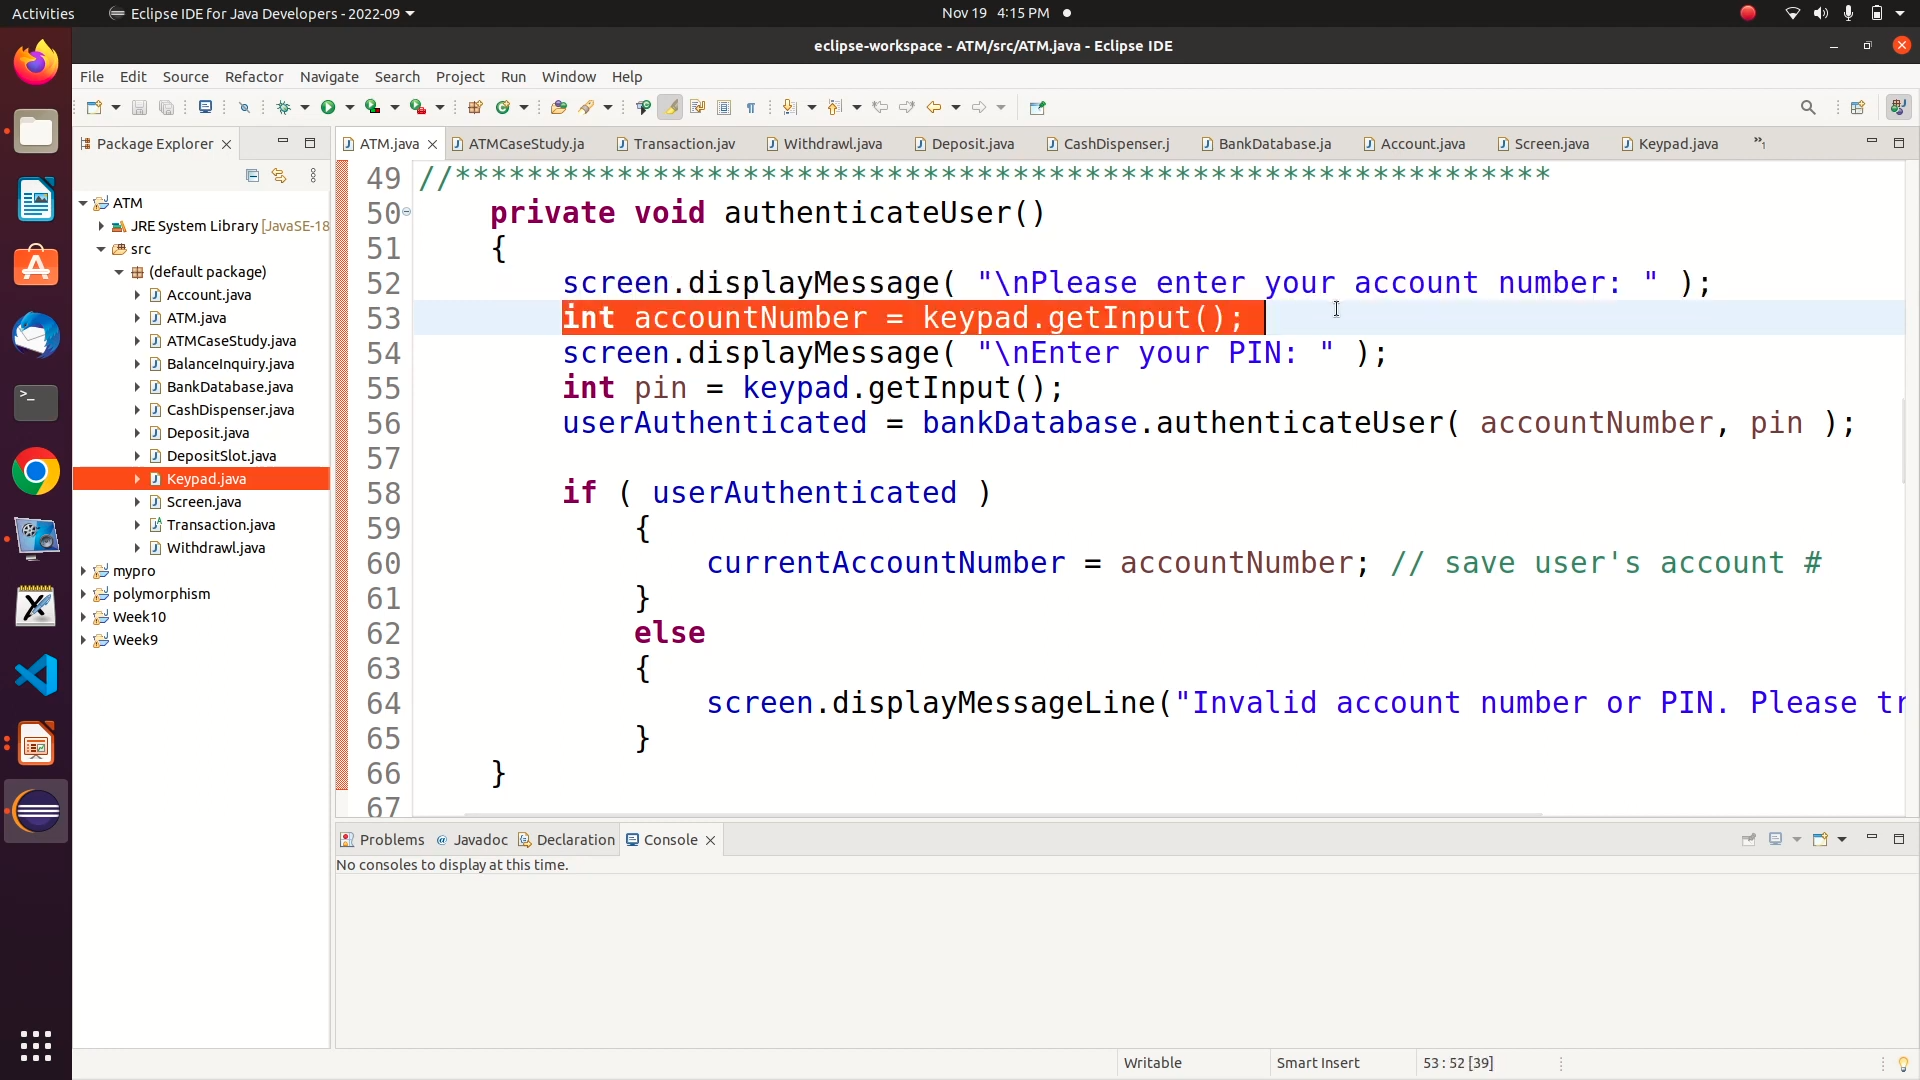 Activities Eclipse IDE for Java Developers - 2022-09 Nov 19 4:15 PM
eclipse-workspace - ATM/src/ATM.java - Eclipse IDE
File Edit Source Refactor Navigate Search Project Run Window Help
Package Explorer
ATM.java ATMCaseStudy.ja Transaction.jav Withdrawl.java Deposit.java CashDispenser.j BankDatabase.ja Account.java Screen.java Keypad.java »1
ATM
JRE System Library [JavaSE-18
src
(default package)
Account.java
ATM.java
ATMCaseStudy.java
BalanceInquiry.java
BankDatabase.java
CashDispenser.java
Deposit.java
DepositSlot.java
Keypad.java
Screen.java
Transaction.java
Withdrawl.java
mypro
polymorphism
Week10
Week9
49 //*************************************************************
50 private void authenticateUser()
51 {
52 screen.displayMessage( "\nPlease enter your account number: " );
53 int accountNumber = keypad.getInput();
54 screen.displayMessage( "\nEnter your PIN: " );
55 int pin = keypad.getInput();
56 userAuthenticated = bankDatabase.authenticateUser( accountNumber, pin );
57
58 if ( userAuthenticated )
59 {
60 currentAccountNumber = accountNumber; // save user's account #
61 }
62 else
63 {
64 screen.displayMessageLine("Invalid account number or PIN. Please tr
65 }
66 }
67
Problems Javadoc Declaration Console
No consoles to display at this time.
Writable Smart Insert 53 : 52 [39]